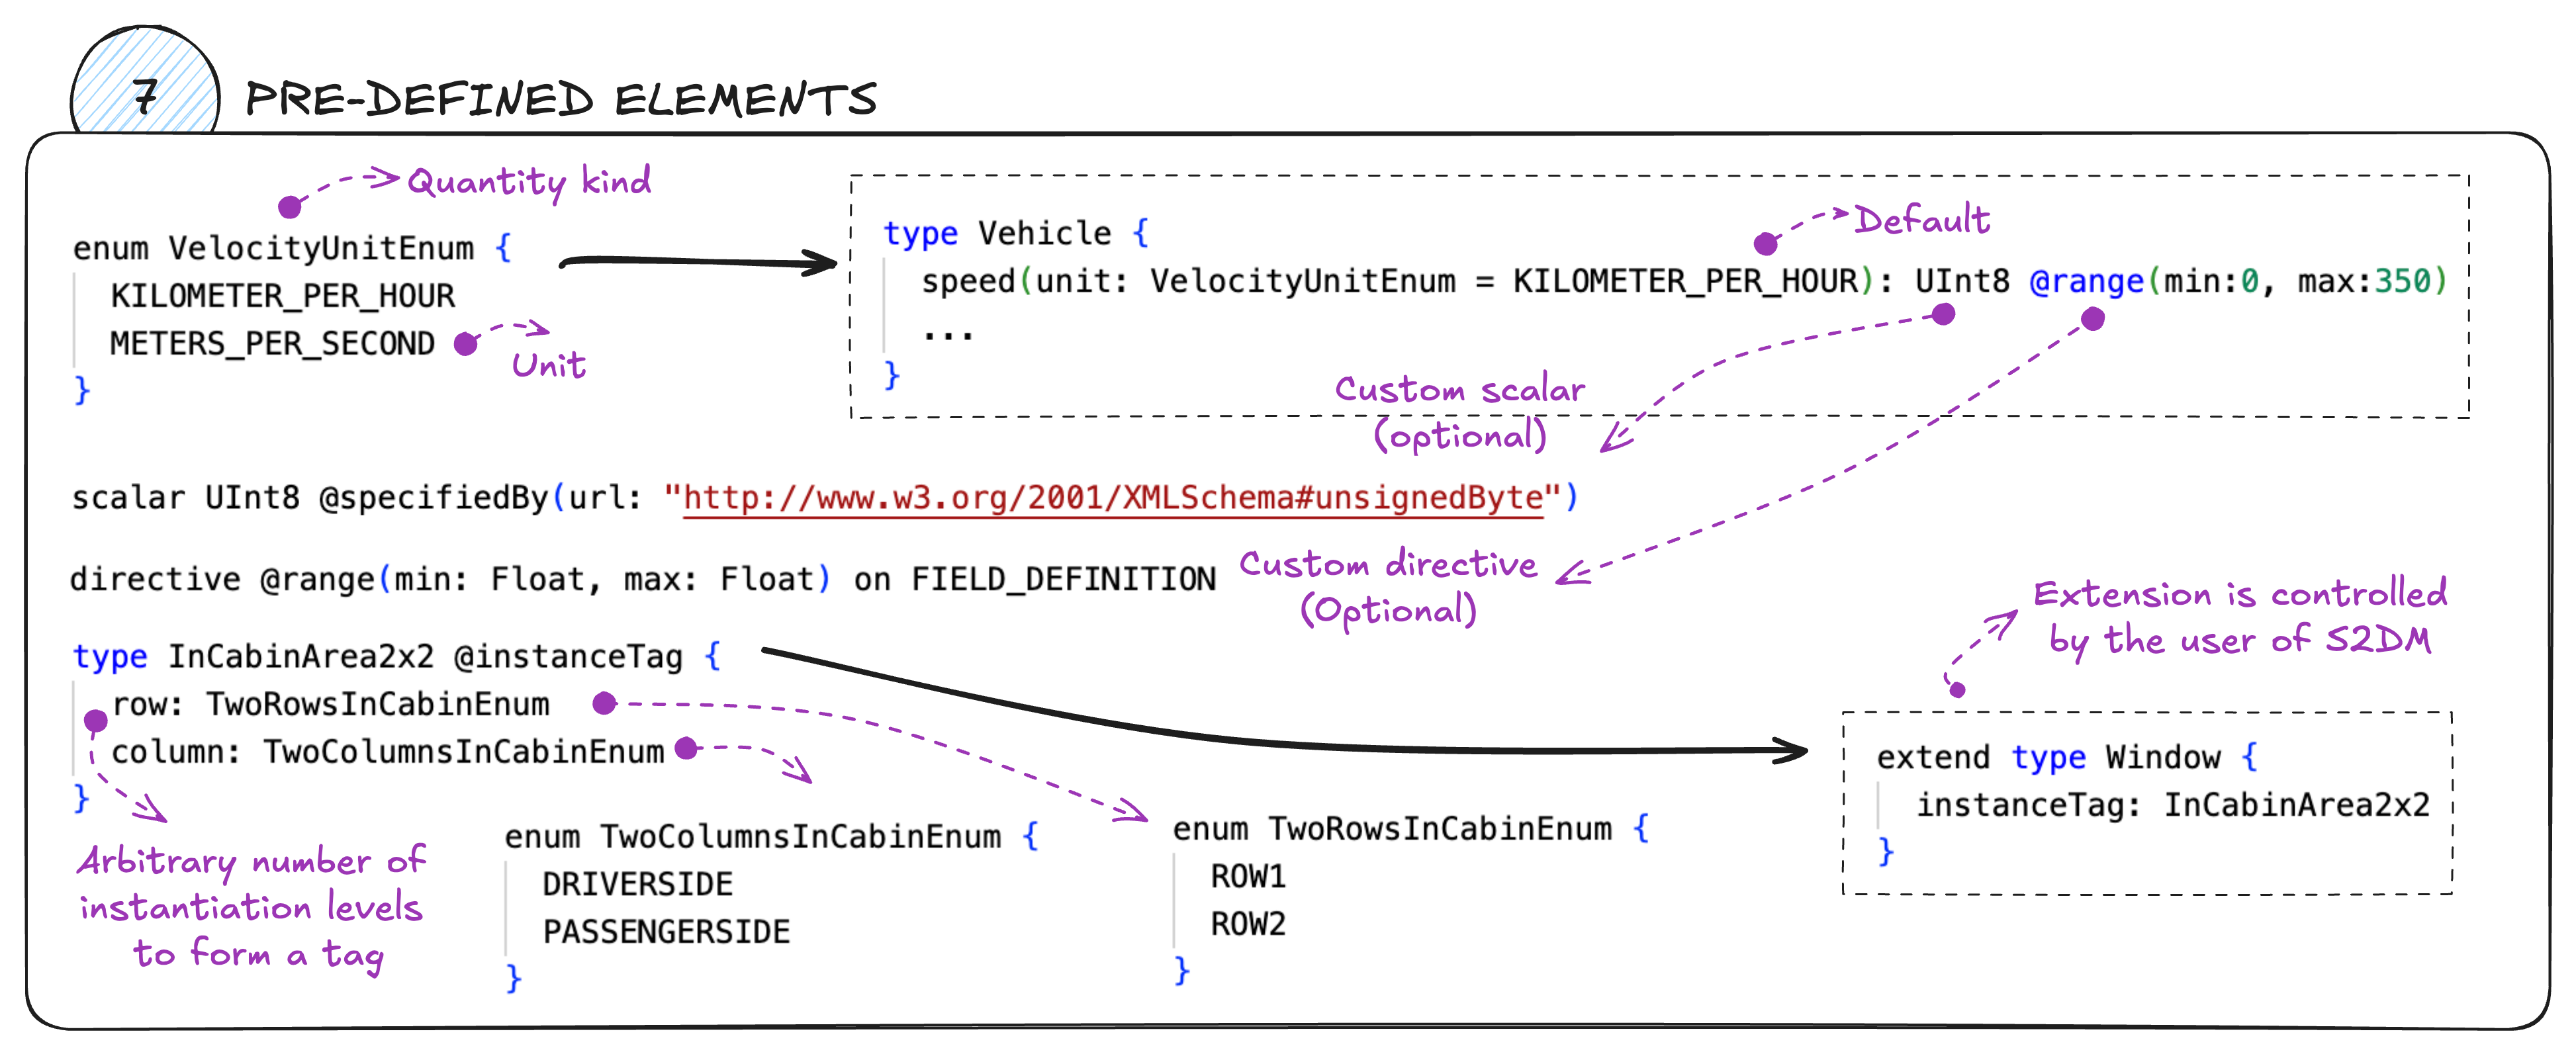 7
PRE-DEFINED ELEMENTS
Quantity kind
enum VelocityUnitEnum {
KILOMETER_PER_HOUR
METERS_PER_SECOND
}
Unit
type Vehicle {
Default
speed(unit: VelocityUnitEnum = KILOMETER_PER_HOUR): UInt8 @range(min:0, max:350)
...
}
Custom scalar
(optional)
scalar UInt8 @specifiedBy(url: "http://www.w3.org/2001/XMLSchema#unsignedByte")
directive @range(min: Float, max: Float) on FIELD_DEFINITION
Custom directive
(Optional)
type InCabinArea2x2 @instanceTag {
row: TwoRowsInCabinEnum
column: TwoColumnsInCabinEnum
}
Arbitrary number of
instantiation levels
to form a tag
enum TwoColumnsInCabinEnum {
DRIVERSIDE
PASSENGERSIDE
}
enum TwoRowsInCabinEnum {
ROW1
ROW2
}
Extension is controlled
by the user of S2DM
extend type Window {
instanceTag: InCabinArea2x2
}